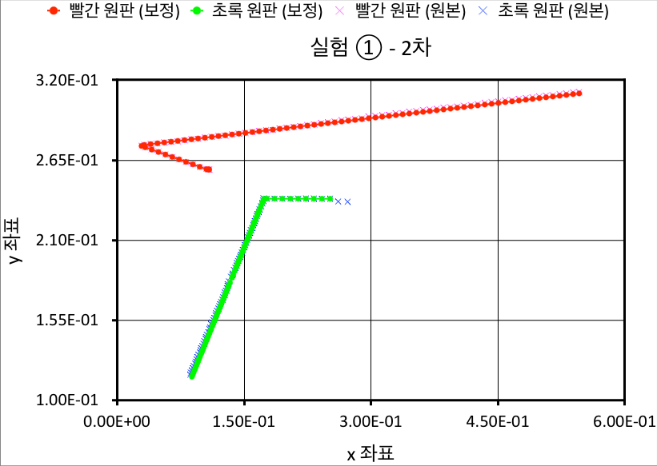 빨간 원판 (보정) 초록 원판 (보정) 빨간 원판 (원본) 초록 원판 (원본)
실험 ① - 2차
3.20E-01
2.65E-01
2.10E-01
1.55E-01
1.00E-01
y 좌표
0.00E+00 1.50E-01 3.00E-01 4.50E-01 6.00E-01
x 좌표